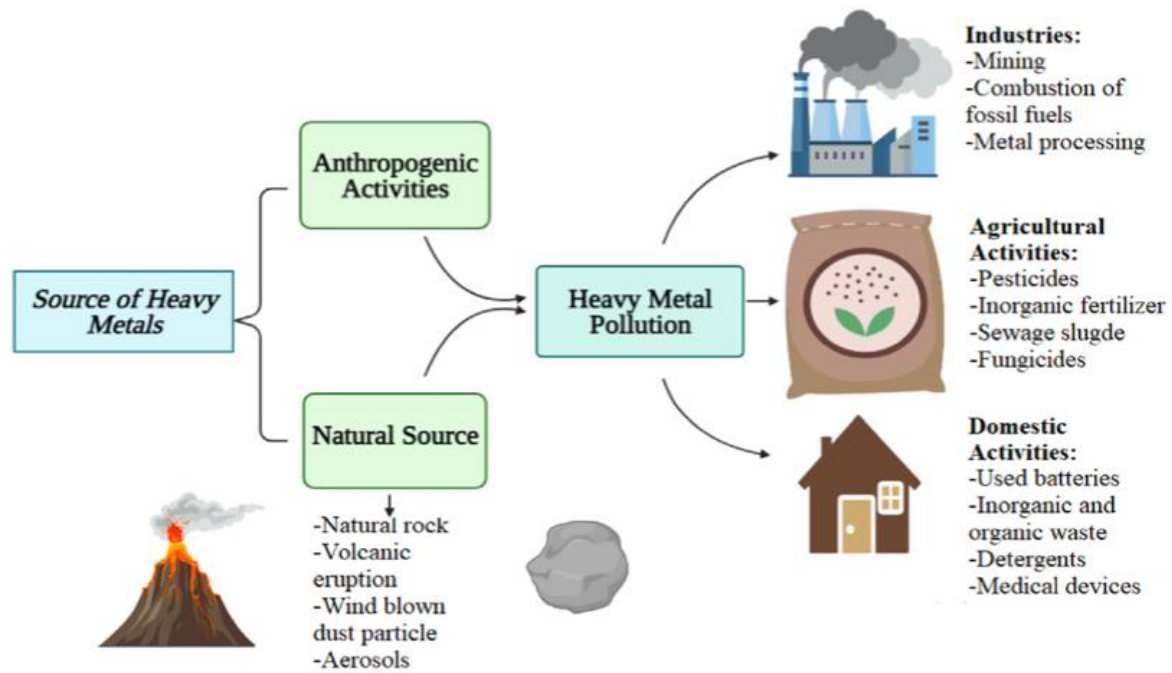 Source of Heavy
Metals
Anthropogenic
Activities
Natural Source
-Natural rock
-Volcanic
eruption
-Wind blown
dust particle
-Aerosols
Heavy Metal
Pollution
Industries:
-Mining
-Combustion of
fossil fuels
-Metal processing
Agricultural
Activities:
-Pesticides
-Inorganic fertilizer
-Sewage slugde
-Fungicides
Domestic
Activities:
-Used batteries
-Inorganic and
organic waste
-Detergents
-Medical devices